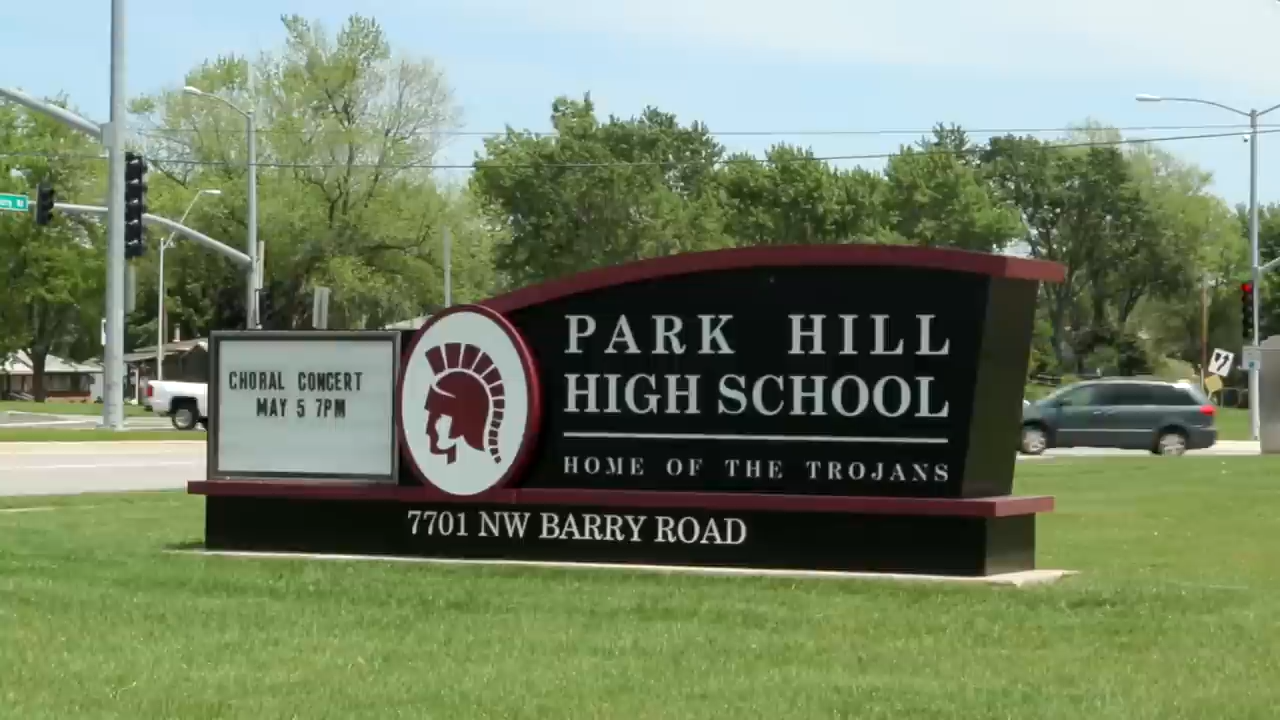 CHORAL CONCERT
MAY 5 7PM
PARK HILL
HIGH SCHOOL
HOME OF THE TROJANS
7701 NW BARRY ROAD